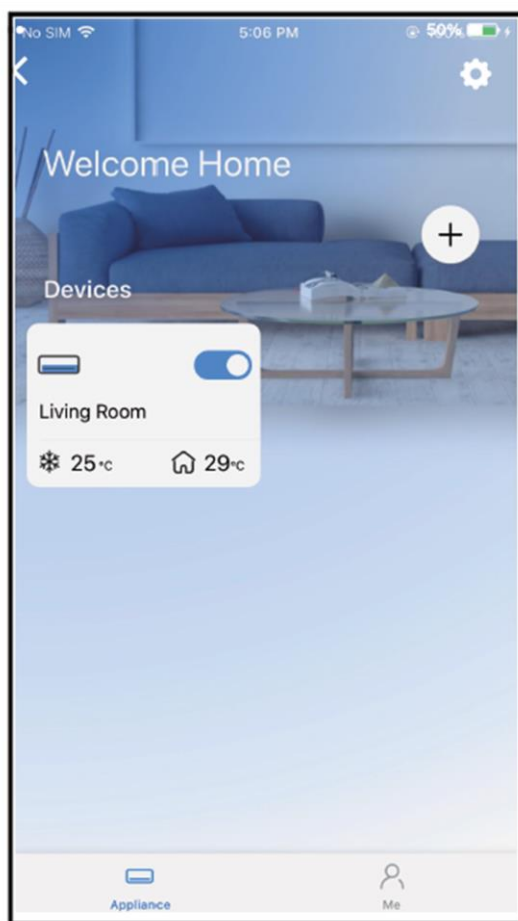 No SIM 5:06 PM 50%
Welcome Home
+
Devices
Living Room
25°C 29°C
Appliance Me